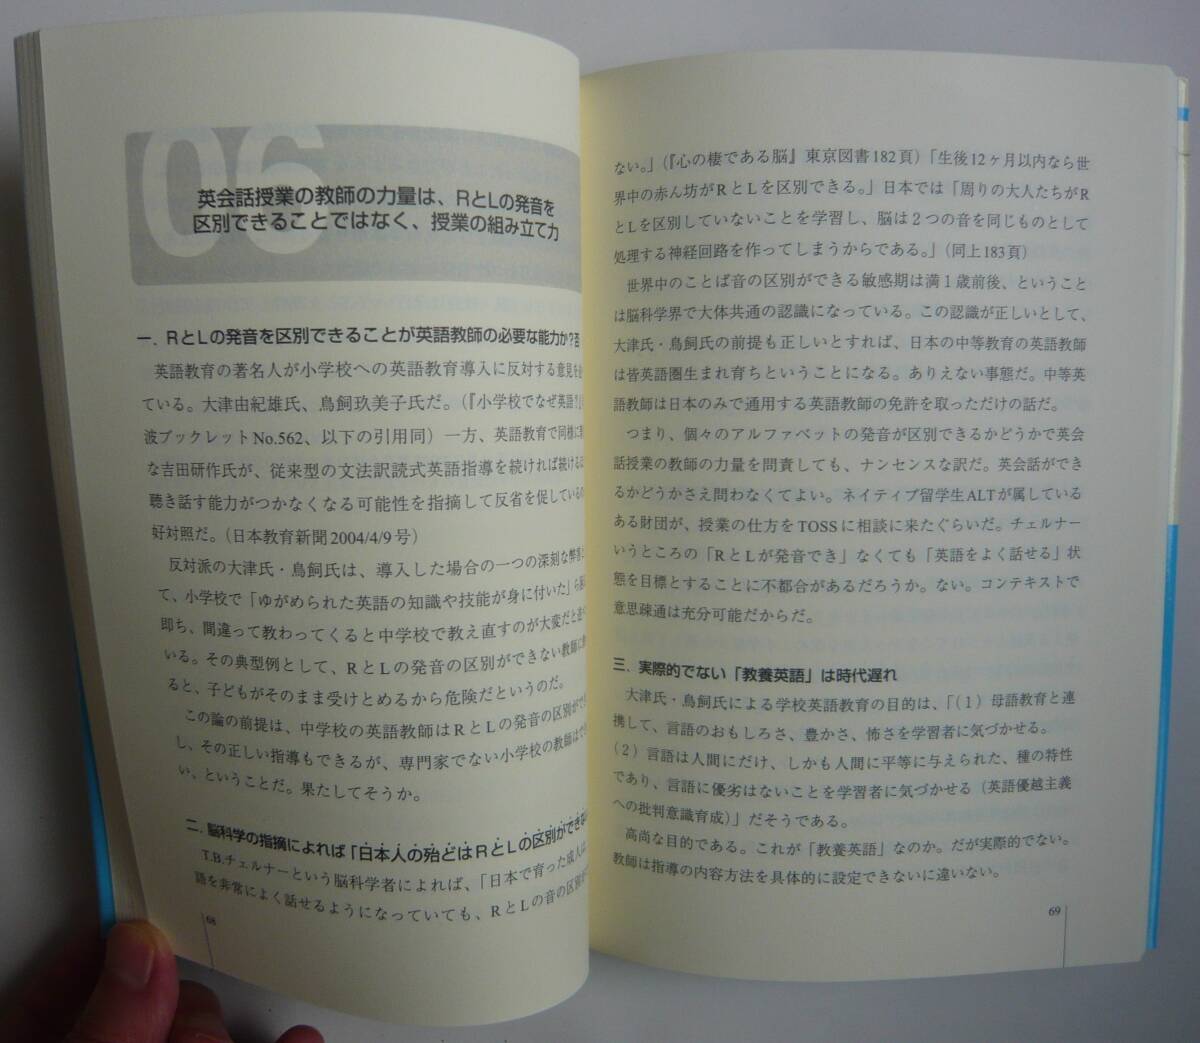 06
英会話授業の教師の力量は、RとLの発音を
区別できることではなく、授業の組み立て力
一．RとLの発音を区別できることが英語教師の必要な能力か？否
英語教育の著名人が小学校への英語教育導入に反対する意見を
ている。大津由紀雄氏、鳥飼玖美子氏だ。（『小学校でなぜ英語？』
波ブックレットNo.562、以下の引用同）一方、英語教育で同様に
な吉田研作氏が、従来型の文法訳読式英語指導を続ければ続けるほ
聴き話す能力がつかなくなる可能性を指摘して反省を促しているの
好対照だ。（日本教育新聞2004/4/9号）
反対派の大津氏・鳥飼氏は、導入した場合の一つの深刻な弊害
て、小学校で「ゆがめられた英語の知識や技能が身に付いた」ら
即ち、間違って教わってくると中学校で教え直すのが大変だと
いる。その典型例として、RとLの発音の区別ができない教師に
ると、子どもがそのまま受けとめるから危険だというのだ。
この論の前提は、中学校の英語教師はRとLの発音の区別が
し、その正しい指導もできるが、専門家でない小学校の教師は
い、ということだ。果たしてそうか。
二．脳科学の指摘によれば「日本人の殆どはRとLの区別ができな
T.B.チェルナーという脳科学者によれば、「日本で育った成人は、
語を非常によく話せるようになっていても、RとLの音の区別が
68
ない。」（『心の棲である脳』東京図書182頁）「生後12ヶ月以内なら世
界中の赤ん坊がRとLを区別できる。」日本では「周りの大人たちがR
とLを区別していないことを学習し、脳は２つの音を同じものとして
処理する神経回路を作ってしまうからである。」（同上183頁）
世界中のことば音の区別ができる敏感期は満１歳前後、ということ
は脳科学界で大体共通の認識になっている。この認識が正しいとして、
大津氏・鳥飼氏の前提も正しいとすれば、日本の中等教育の英語教師
は皆英語圏生まれ育ちということになる。ありえない事態だ。中等英
語教師は日本のみで通用する英語教師の免許を取っただけの話だ。
つまり、個々のアルファベットの発音が区別できるかどうかで英会
話授業の教師の力量を問責しても、ナンセンスな訳だ。英会話ができ
るかどうかさえ問わなくてよい。ネイティブ留学生ALTが属している
ある財団が、授業の仕方をTOSSに相談に来たぐらいだ。チェルナー
いうところの「RとLが発音でき」なくても「英語をよく話せる」状
態を目標とすることに不都合があるだろうか。ない。コンテキストで
意思疎通は充分可能だからだ。
三．実際的でない「教養英語」は時代遅れ
大津氏・鳥飼氏による学校英語教育の目的は、「（１）母語教育と連
携して、言語のおもしろさ、豊かさ、怖さを学習者に気づかせる。
（２）言語は人間にだけ、しかも人間に平等に与えられた、種の特性
であり、言語に優劣はないことを学習者に気づかせる（英語優越主義
への批判意識育成）」だそうである。
高尚な目的である。これが「教養英語」なのか。だが実際的でない。
教師は指導の内容方法を具体的に設定できないに違いない。
69